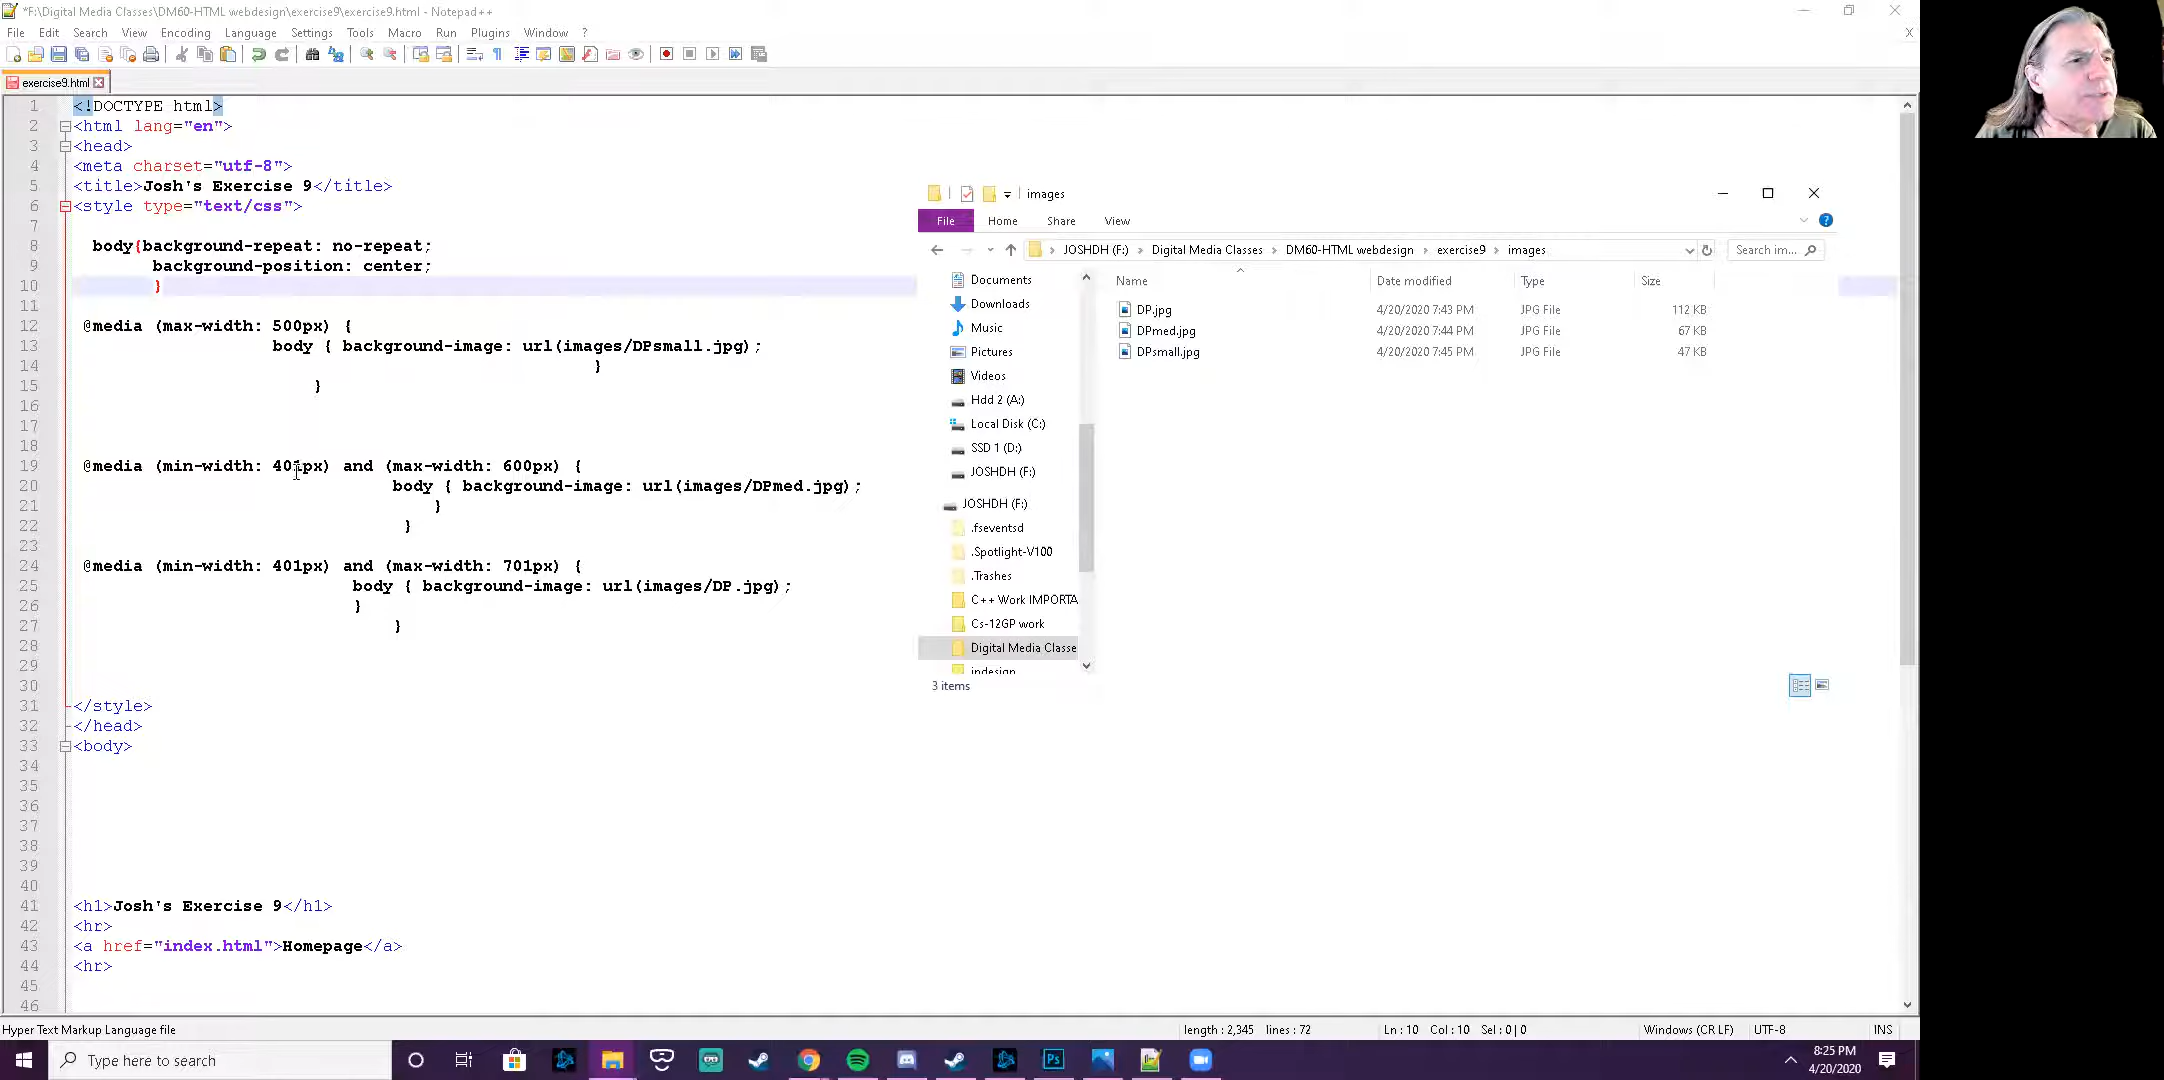 *F:\Digital Media Classes\DM60-HTML webdesign\exercise9\exercise9.html - Notepad++
File Edit Search View Encoding Language Settings Tools Macro Run Plugins Window ? X
exercise9.html
1 <!DOCTYPE html>
2 <html lang="en">
3 <head>
4 <meta charset="utf-8">
5 <title>Josh's Exercise 9</title>
6 <style type="text/css">
7
8 body{background-repeat: no-repeat;
9 background-position: center;
10 }
11
12 @media (max-width: 500px) {
13 body { background-image: url(images/DPsmall.jpg);
14 }
15 }
16
17
18
19 @media (min-width: 401px) and (max-width: 600px) {
20 body { background-image: url(images/DPmed.jpg);
21 }
22 }
23
24 @media (min-width: 401px) and (max-width: 701px) {
25 body { background-image: url(images/DP.jpg);
26 }
27 }
28
29
30
31 </style>
32 </head>
33 <body>
34
35
36
37
38
39
40
41 <h1>Josh's Exercise 9</h1>
42 <hr>
43 <a href="index.html">Homepage</a>
44 <hr>
45
46
images
File Home Share View
JOSHDH (F:) > Digital Media Classes > DM60-HTML webdesign > exercise9 > images
Search im...
Name Date modified Type Size
DP.jpg 4/20/2020 7:43 PM JPG File 112 KB
DPmed.jpg 4/20/2020 7:44 PM JPG File 67 KB
DPsmall.jpg 4/20/2020 7:45 PM JPG File 47 KB
Documents
Downloads
Music
Pictures
Videos
Hdd 2 (A:)
Local Disk (C:)
SSD 1 (D:)
JOSHDH (F:)
JOSHDH (F:)
.fseventsd
.Spotlight-V100
.Trashes
C++ Work IMPORTA
Cs-12GP work
Digital Media Classe
indesign
3 items
Hyper Text Markup Language file length : 2,345 lines : 72 Ln : 10 Col : 10 Sel : 0 | 0 Windows (CR LF) UTF-8 INS
Type here to search
Ps
8:25 PM
4/20/2020